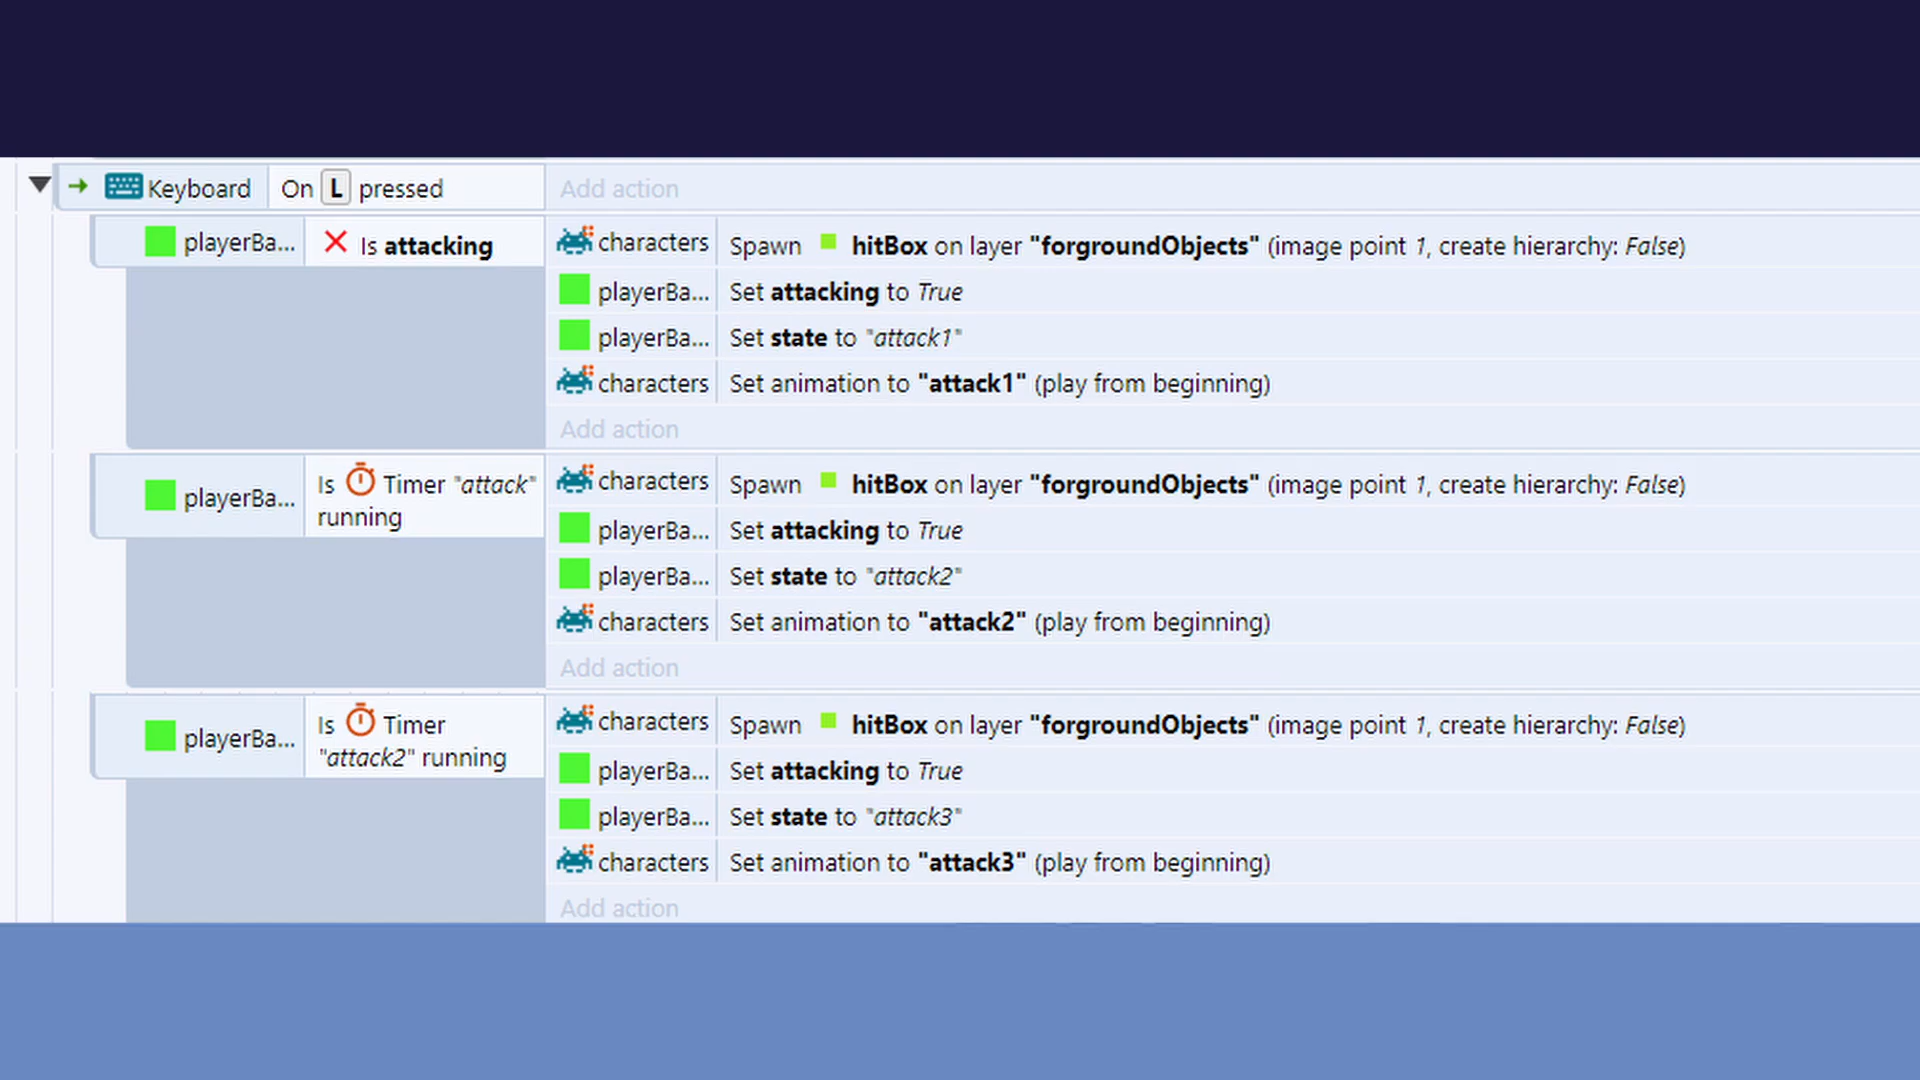 Keyboard On L pressed Add action
playerBa... Is attacking characters Spawn hitBox on layer "forgroundObjects" (image point 1, create hierarchy: False)
playerBa... Set attacking to True
playerBa... Set state to "attack1"
characters Set animation to "attack1" (play from beginning)
Add action
playerBa... Is Timer "attack" running characters Spawn hitBox on layer "forgroundObjects" (image point 1, create hierarchy: False)
playerBa... Set attacking to True
playerBa... Set state to "attack2"
characters Set animation to "attack2" (play from beginning)
Add action
playerBa... Is Timer "attack2" running characters Spawn hitBox on layer "forgroundObjects" (image point 1, create hierarchy: False)
playerBa... Set attacking to True
playerBa... Set state to "attack3"
characters Set animation to "attack3" (play from beginning)
Add action